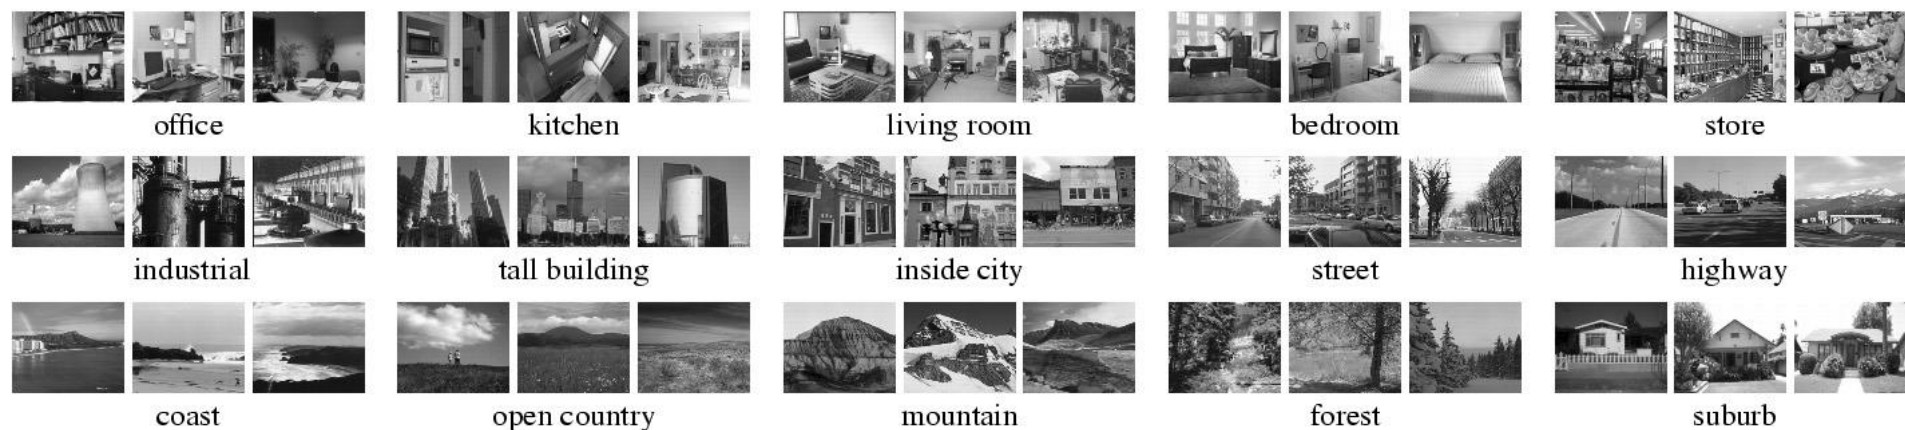 office
kitchen
living room
bedroom
store
industrial
tall building
inside city
street
highway
coast
open country
mountain
forest
suburb